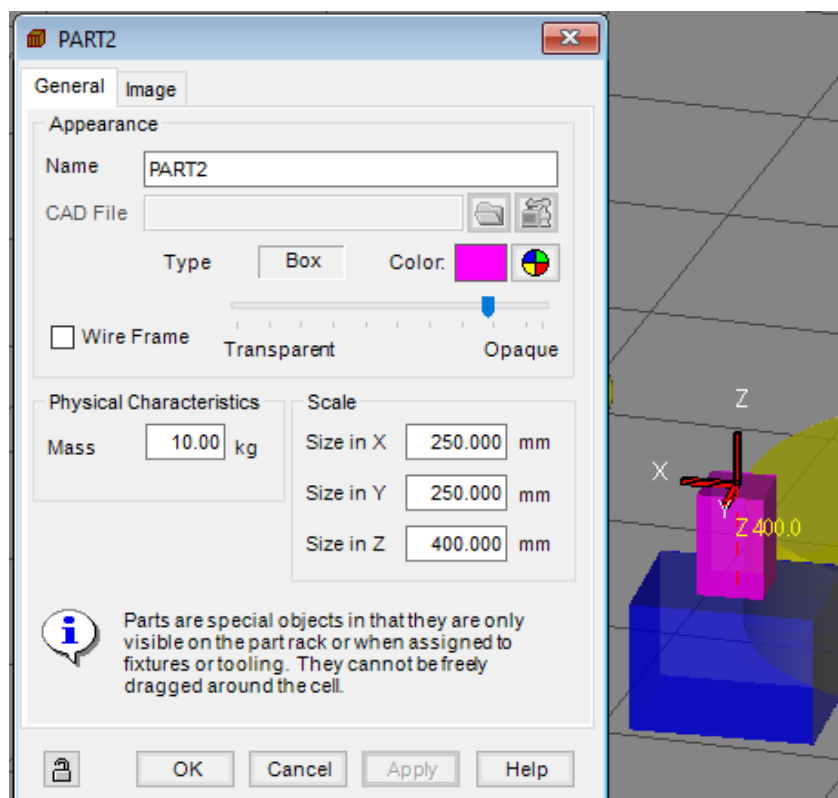 PART2
General Image
Appearance
Name PART2
CAD File
Type Box Color:
Wire Frame
Transparent Opaque
Physical Characteristics
Mass 10.00 kg
Scale
Size in X 250.000 mm
Size in Y 250.000 mm
Size in Z 400.000 mm
Parts are special objects in that they are only
visible on the part rack or when assigned to
fixtures or tooling. They cannot be freely
dragged around the cell.
OK Cancel Apply Help
Z
X
Y
Z 400.0